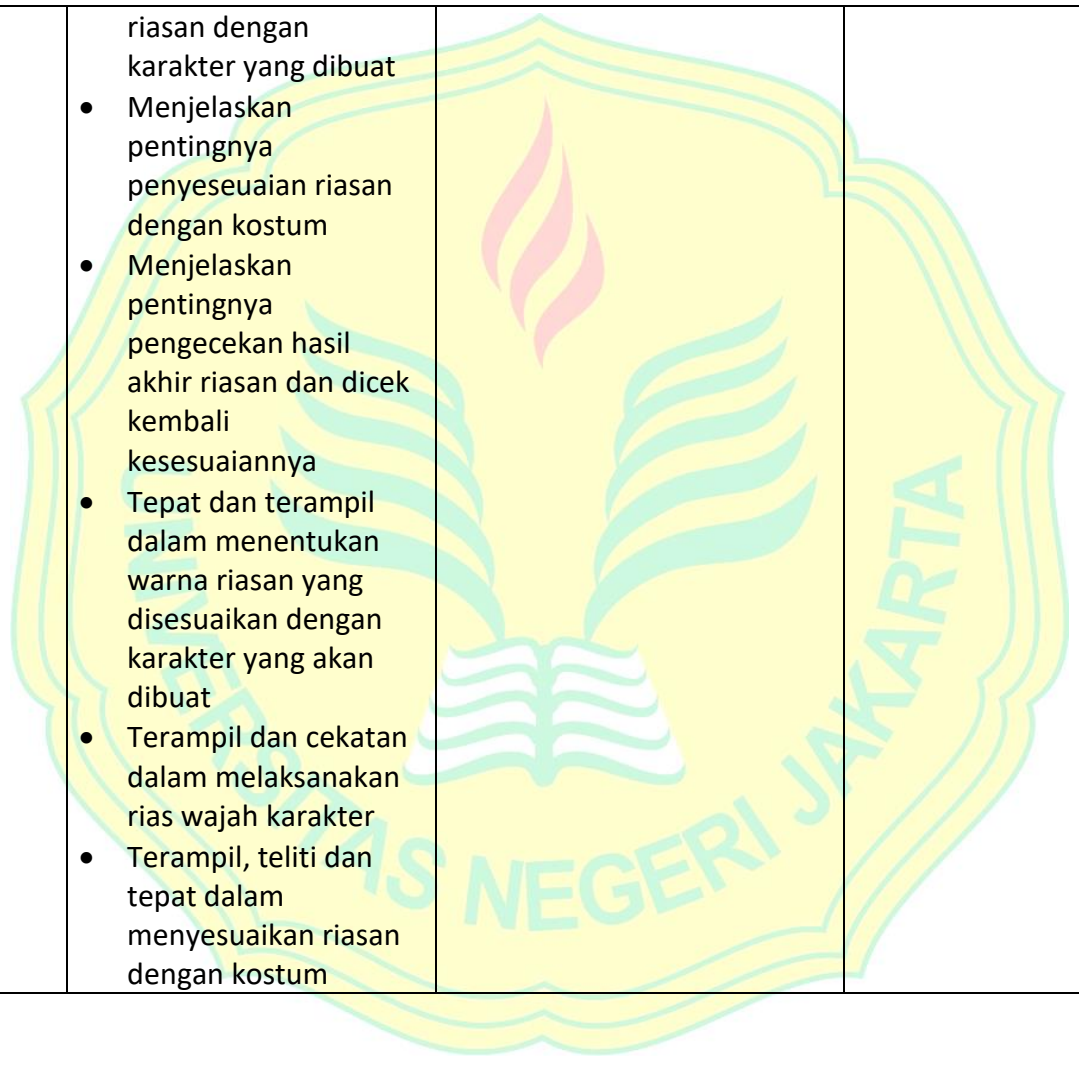 riasan dengan
karakter yang dibuat
• Menjelaskan
pentingnya
penyeseuaian riasan
dengan kostum
• Menjelaskan
pentingnya
pengecekan hasil
akhir riasan dan dicek
kembali
kesesuaiannya
• Tepat dan terampil
dalam menentukan
warna riasan yang
disesuaikan dengan
karakter yang akan
dibuat
• Terampil dan cekatan
dalam melaksanakan
rias wajah karakter
• Terampil, teliti dan
tepat dalam
menyesuaikan riasan
dengan kostum
UNIVERSITAS NEGERI JAKARTA